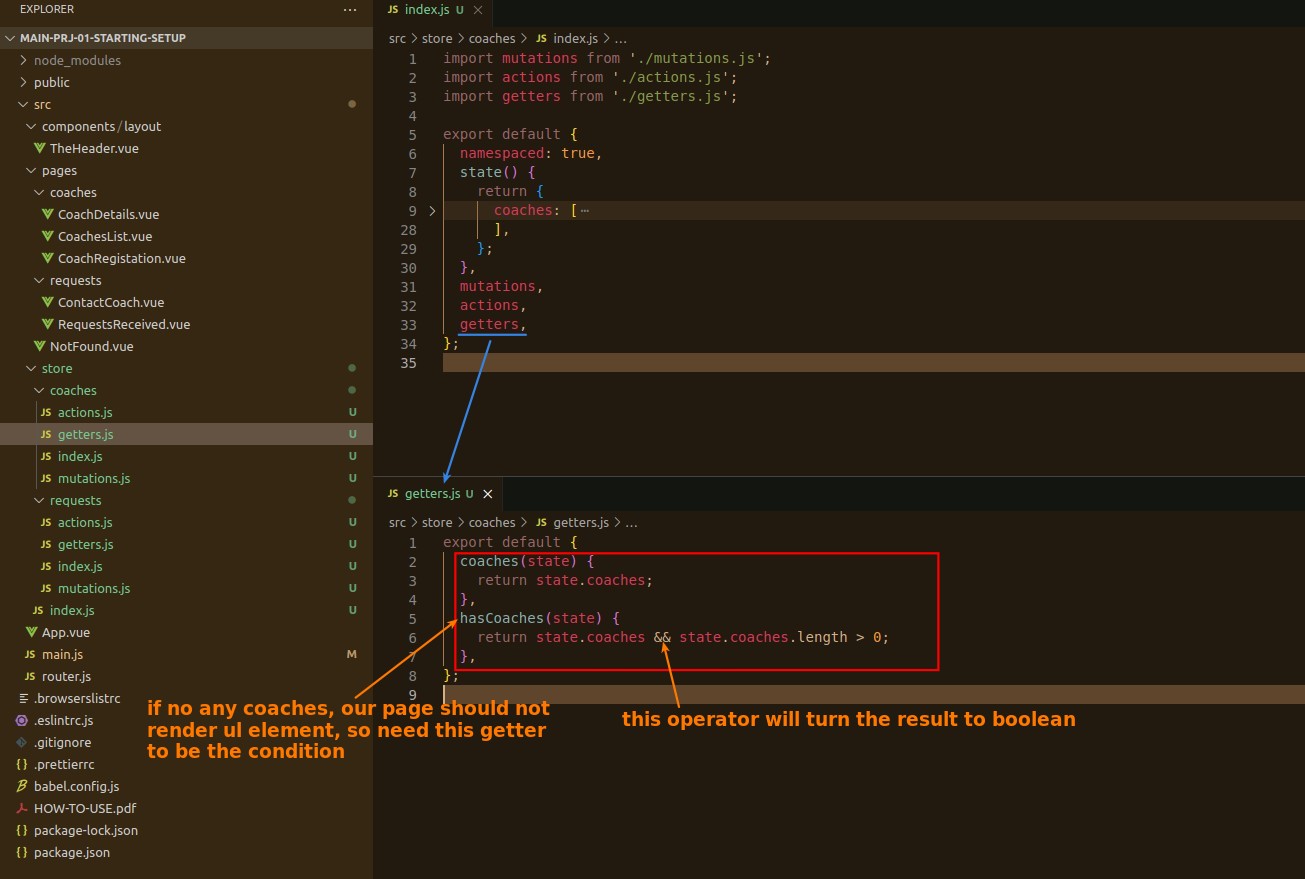 EXPLORER
MAIN-PRJ-01-STARTING-SETUP
node_modules
public
src
components/layout
TheHeader.vue
pages
coaches
CoachDetails.vue
CoachesList.vue
CoachRegistation.vue
requests
ContactCoach.vue
RequestsReceived.vue
NotFound.vue
store
coaches
JS actions.js U
JS getters.js U
JS index.js U
JS mutations.js U
requests
JS actions.js U
JS getters.js U
JS index.js U
JS mutations.js U
JS index.js U
App.vue
JS main.js M
JS router.js
.browserslistrc
.eslintrc.js
.gitignore
{} .prettierrc
babel.config.js
HOW-TO-USE.pdf
{} package-lock.json
{} package.json
JS index.js U
src > store > coaches > JS index.js > ...
1 import mutations from './mutations.js';
2 import actions from './actions.js';
3 import getters from './getters.js';
4
5 export default {
6 namespaced: true,
7 state() {
8 return {
9 coaches: [ ⋯
28 ],
29 };
30 },
31 mutations,
32 actions,
33 getters,
34 };
35
JS getters.js U
src > store > coaches > JS getters.js > ...
1 export default {
2 coaches(state) {
3 return state.coaches;
4 },
5 hasCoaches(state) {
6 return state.coaches && state.coaches.length > 0;
7 },
8 };
9
if no any coaches, our page should not
render ul element, so need this getter
to be the condition
this operator will turn the result to boolean